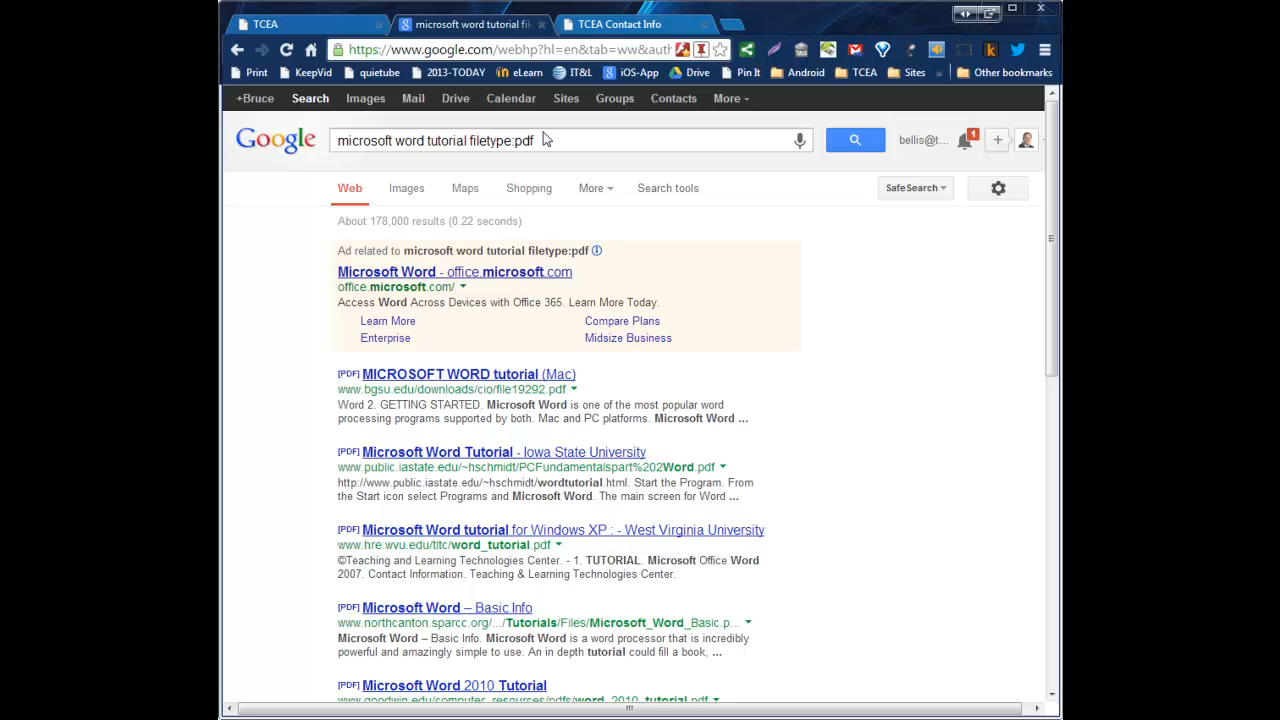 TCEA
microsoft word tutorial fil
TCEA Contact Info
https://www.google.com/webhp?hl=en&tab=ww&auth
Print KeepVid quietube 2013-TODAY eLearn IT&L iOS-App Drive Pin It Android TCEA Sites » Other bookmarks
+Bruce Search Images Mail Drive Calendar Sites Groups Contacts More
Google microsoft word tutorial filetype:pdf bellis@t... 1 +
Web Images Maps Shopping More Search tools SafeSearch
About 178,000 results (0.22 seconds)
Ad related to microsoft word tutorial filetype:pdf
Microsoft Word - office.microsoft.com
office.microsoft.com/
Access Word Across Devices with Office 365. Learn More Today.
Learn More Compare Plans
Enterprise Midsize Business
[PDF] MICROSOFT WORD tutorial (Mac)
www.bgsu.edu/downloads/cio/file19292.pdf
Word 2. GETTING STARTED. Microsoft Word is one of the most popular word
processing programs supported by both. Mac and PC platforms. Microsoft Word ...
[PDF] Microsoft Word Tutorial - Iowa State University
www.public.iastate.edu/~hschmidt/PCFundamentalspart%202Word.pdf
http://www.public.iastate.edu/~hschmidt/wordtutorial.html. Start the Program. From
the Start icon select Programs and Microsoft Word. The main screen for Word ...
[PDF] Microsoft Word tutorial for Windows XP : - West Virginia University
www.hre.wvu.edu/titc/word_tutorial.pdf
©Teaching and Learning Technologies Center. - 1. TUTORIAL. Microsoft Office Word
2007. Contact Information. Teaching & Learning Technologies Center.
[PDF] Microsoft Word – Basic Info
www.northcanton.sparcc.org/.../Tutorials/Files/Microsoft_Word_Basic.p...
Microsoft Word – Basic Info. Microsoft Word is a word processor that is incredibly
powerful and amazingly simple to use. An in depth tutorial could fill a book, ...
[PDF] Microsoft Word 2010 Tutorial
www.goodwin.edu/computer_resources/pdfs/word_2010_tutorial.pdf